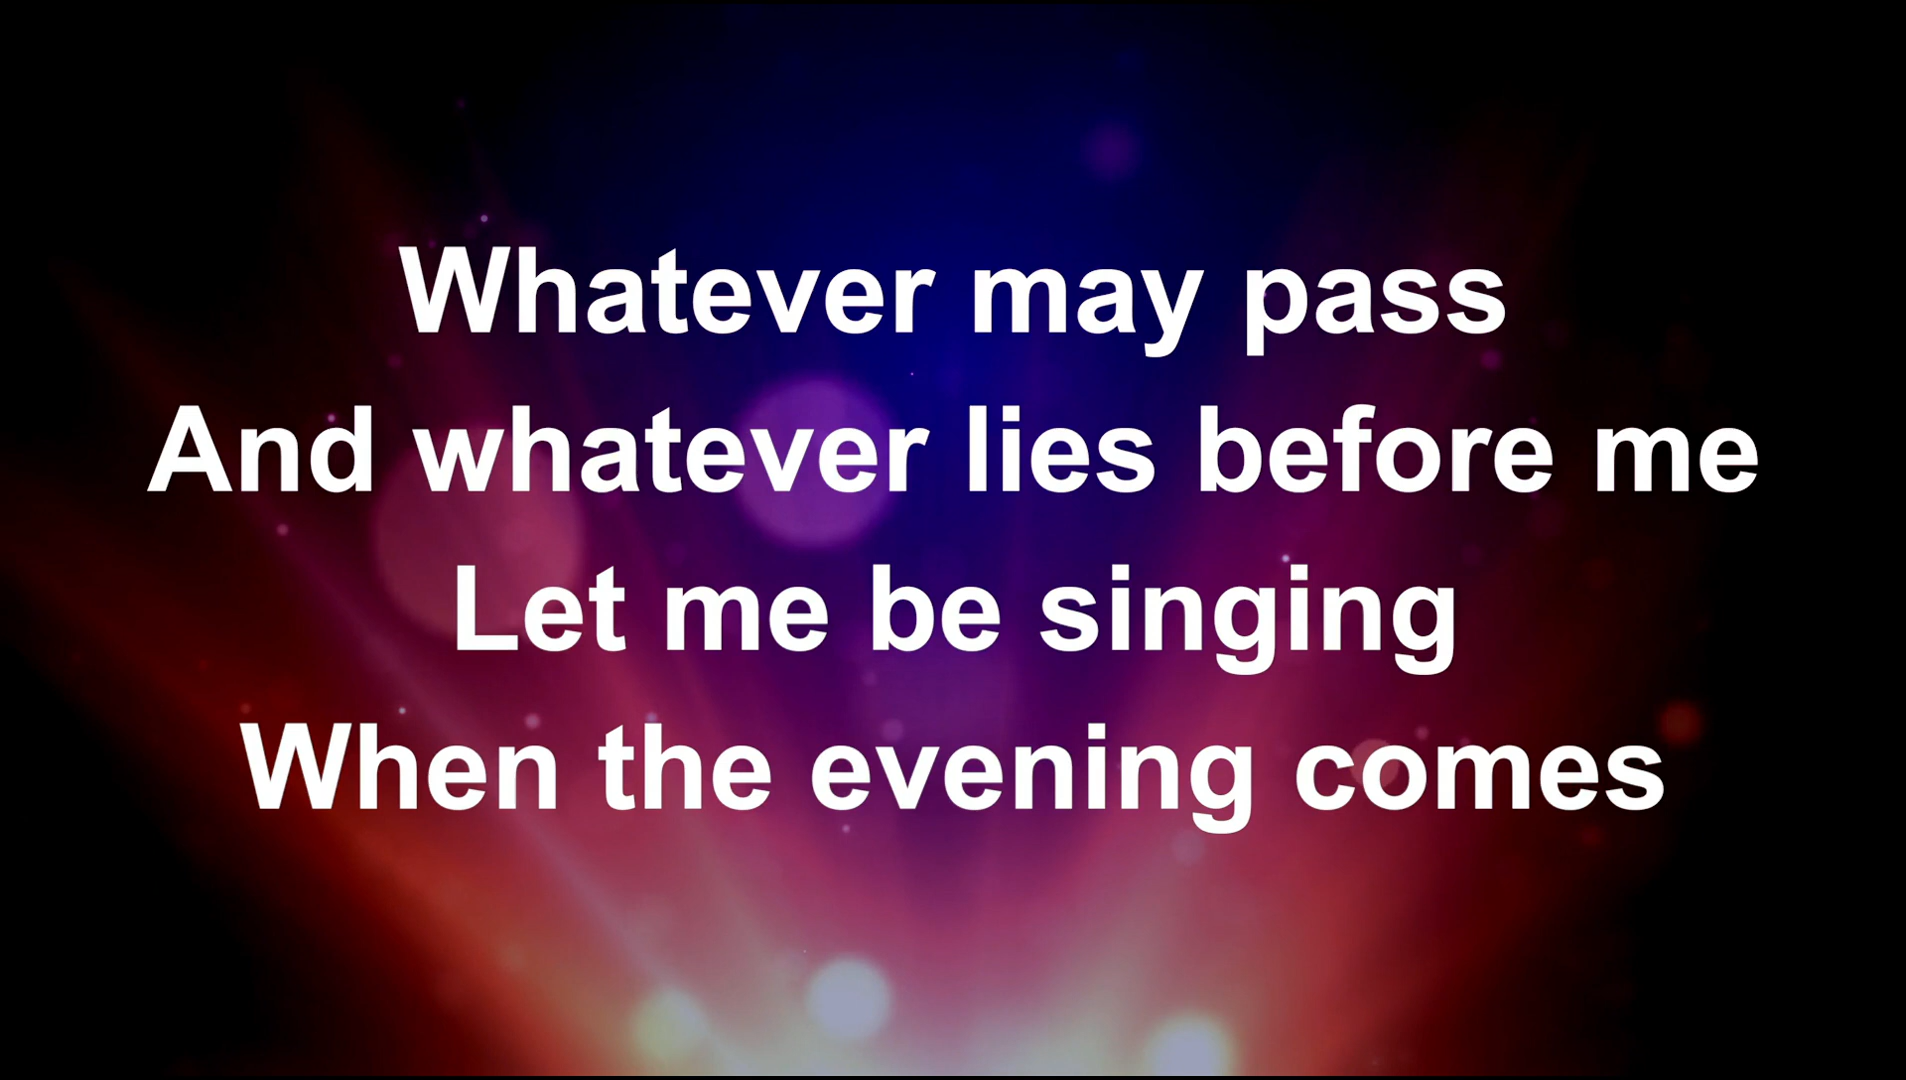 Whatever may pass
And whatever lies before me
Let me be singing
When the evening comes